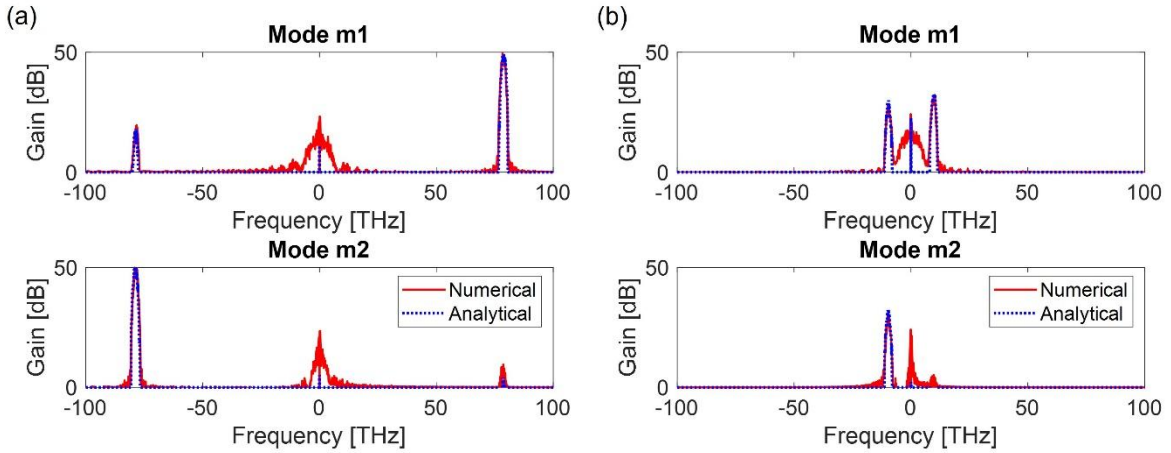 (a)
Mode m1
50
Gain [dB]
0
-100 -50 0 50 100
Frequency [THz]
Mode m2
50
Gain [dB]
0
Numerical
Analytical
-100 -50 0 50 100
Frequency [THz]
(b)
Mode m1
50
Gain [dB]
0
-100 -50 0 50 100
Frequency [THz]
Mode m2
50
Gain [dB]
0
Numerical
Analytical
-100 -50 0 50 100
Frequency [THz]